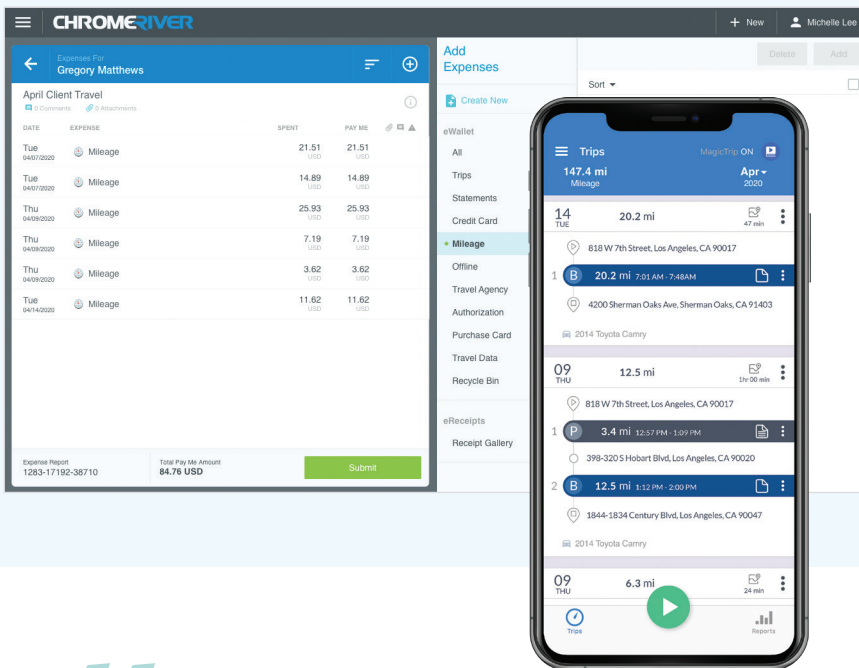 CHROMERIVER
+ New
Michelle Lee
Expenses For
Gregory Matthews
April Client Travel
0 Comments 0 Attachments
DATE EXPENSE SPENT PAY ME
Tue Mileage 21.51 21.51
04/07/2020 USD USD
Tue Mileage 14.89 14.89
04/07/2020 USD USD
Thu Mileage 25.93 25.93
04/09/2020 USD USD
Thu Mileage 7.19 7.19
04/09/2020 USD USD
Thu Mileage 3.62 3.62
04/09/2020 USD USD
Tue Mileage 11.62 11.62
04/14/2020 USD USD
Expense Report
1283-17192-38710
Total Pay Me Amount
84.76 USD
Submit
Add
Expenses
Create New
eWallet
All
Trips
Statements
Credit Card
Mileage
Offline
Travel Agency
Authorization
Purchase Card
Travel Data
Recycle Bin
eReceipts
Receipt Gallery
Delete
Add
Sort
Trips MagicTrip ON
147.4 mi Apr
Mileage 2020
14 20.2 mi
TUE 47 min
818 W 7th Street, Los Angeles, CA 90017
1 B 20.2 mi 7:01 AM - 7:48AM
4200 Sherman Oaks Ave, Sherman Oaks, CA 91403
2014 Toyota Camry
09 12.5 mi
THU 1hr 00 min
818 W 7th Street, Los Angeles, CA 90017
1 P 3.4 mi 12:57 PM - 1:09 PM
398-320 S Hobart Blvd, Los Angeles, CA 90020
2 B 12.5 mi 1:12 PM - 2:00 PM
1844-1834 Century Blvd, Los Angeles, CA 90047
2014 Toyota Camry
09 6.3 mi
THU 24 min
Trips
Reports